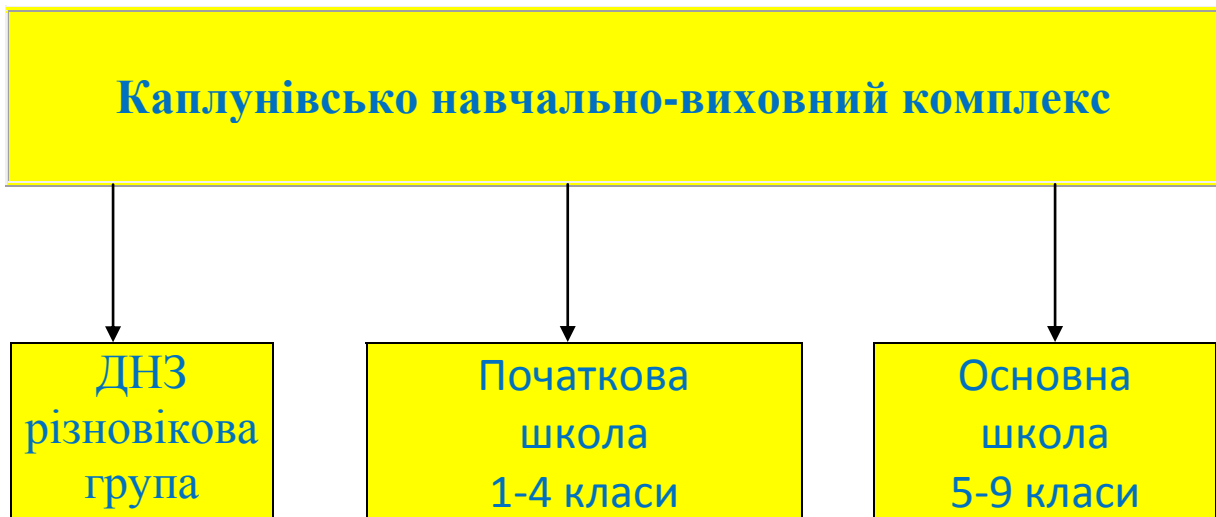 Каплунівсько навчально-виховний комплекс
ДНЗ
різновікова
група
Початкова
школа
1-4 класи
Основна
школа
5-9 класи